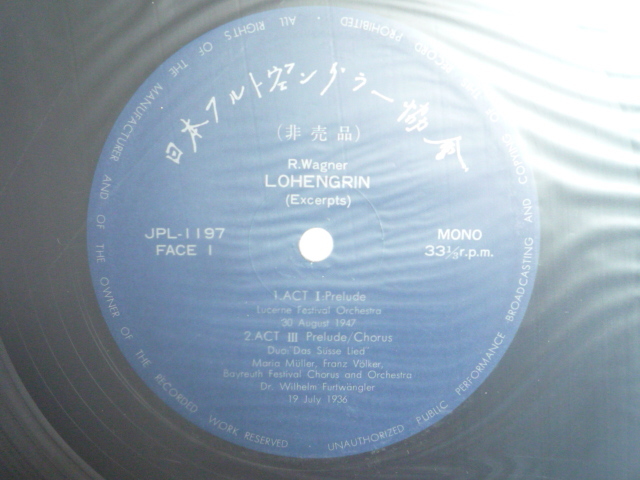 日本フルトヴェングラー協会
(非売品)
R.Wagner
LOHENGRIN
(Excerpts)
JPL-1197
FACE 1
MONO
33⅓r.p.m.
1.ACT I Prelude
Lucerne Festival Orchestra
30 August 1947
2.ACT III Prelude/Chorus
Duo "Das Süsse Lied"
Maria Müller, Franz Völker,
Bayreuth Festival Chorus and Orchestra
Dr. Wilhelm Furtwängler
19 July 1936
ALL RIGHTS OF THE MANUFACTURER AND OF THE OWNER OF THE RECORDED WORK RESERVED
UNAUTHORIZED PUBLIC PERFORMANCE BROADCASTING AND COPYING OF RECORD PROHIBITED